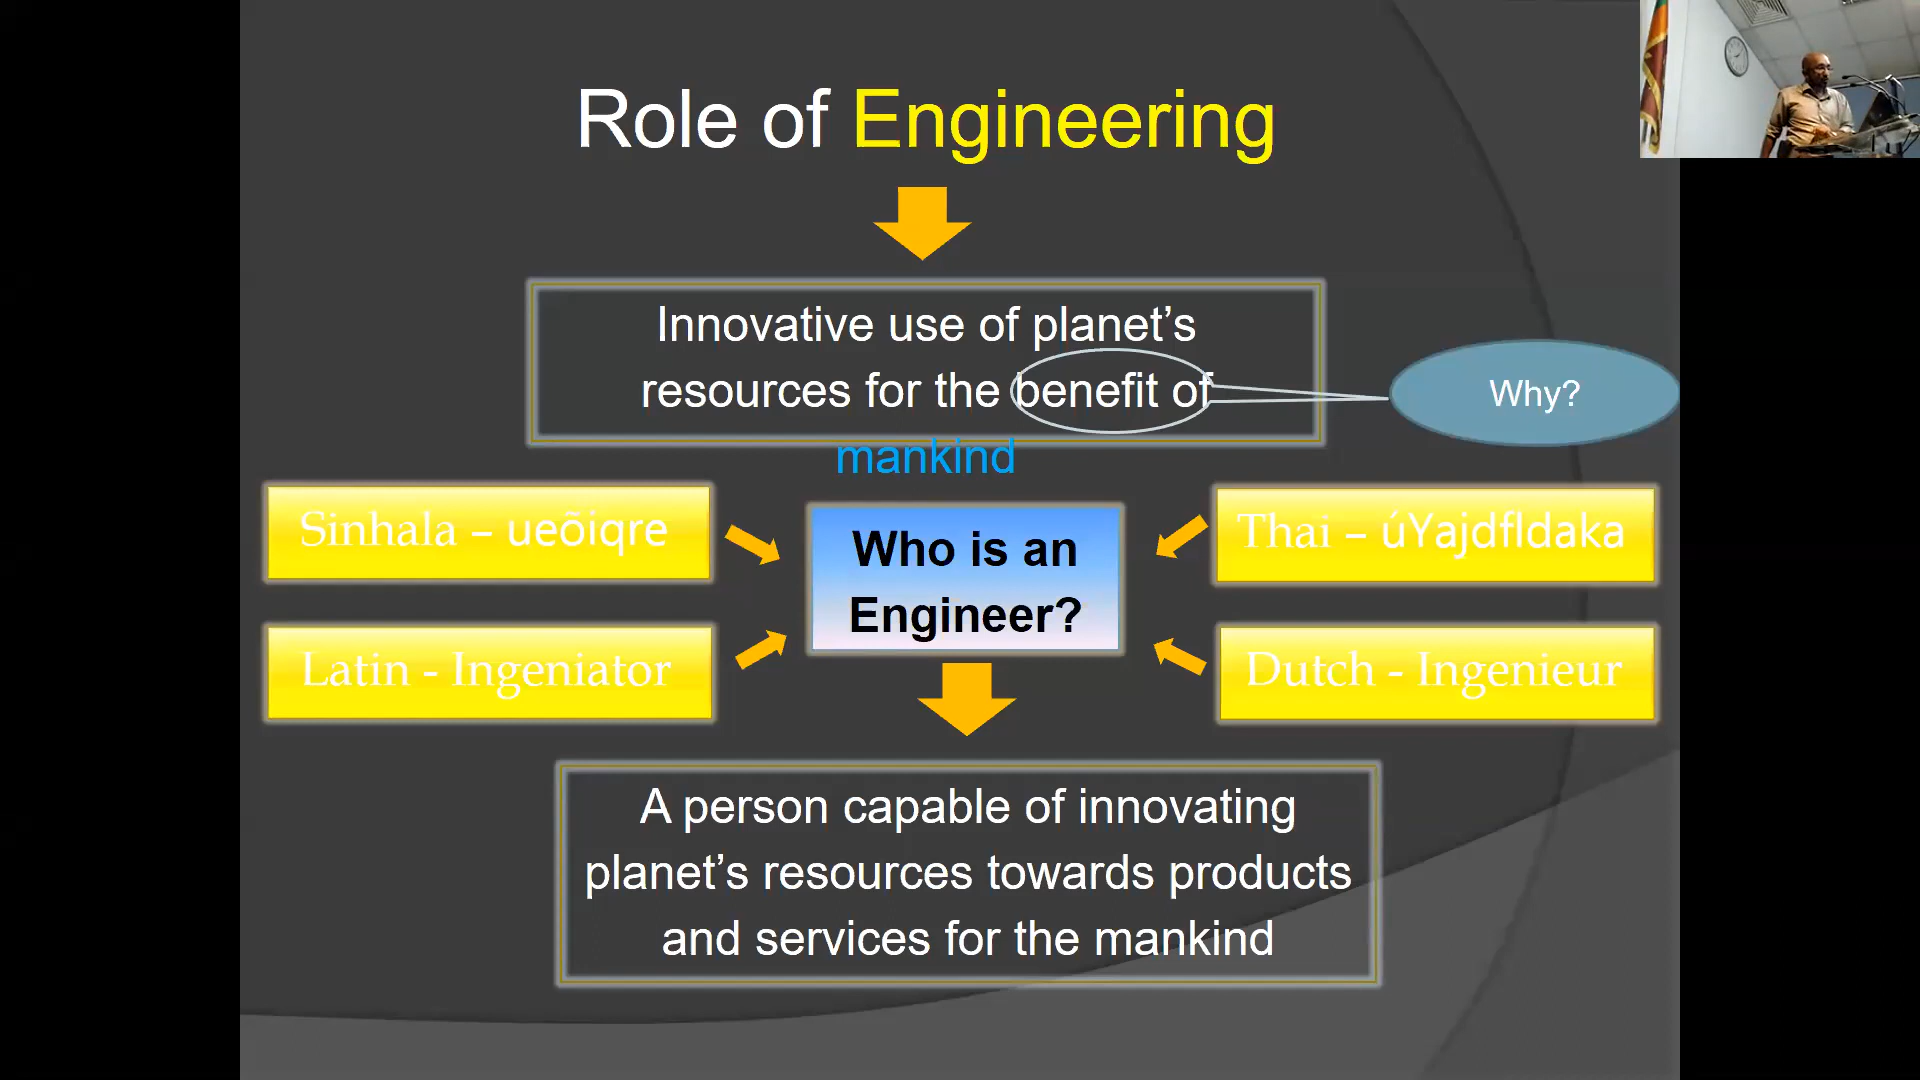 Role of Engineering
Innovative use of planet’s
resources for the benefit of
mankind
Why?
Sinhala – ueõiqre
Thai – úYajdfldaka
Who is an
Engineer?
Latin - Ingeniator
Dutch - Ingenieur
A person capable of innovating
planet’s resources towards products
and services for the mankind